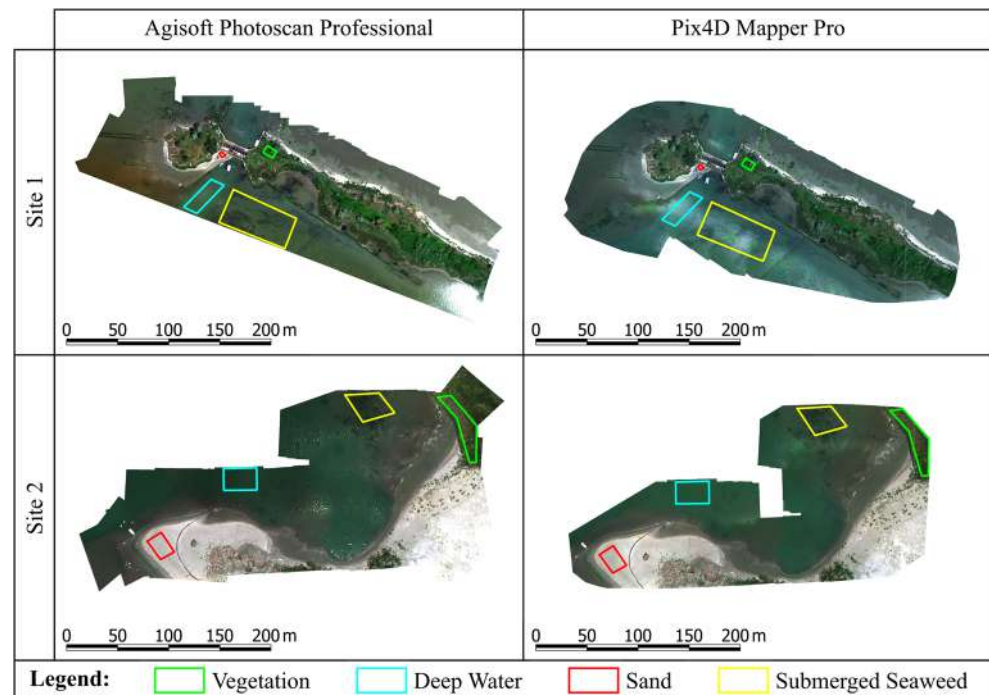 Agisoft Photoscan Professional
Pix4D Mapper Pro
Site 1
0 50 100 150 200 m
0 50 100 150 200 m
Site 2
0 50 100 150 200 m
0 50 100 150 200 m
Legend: Vegetation Deep Water Sand Submerged Seaweed